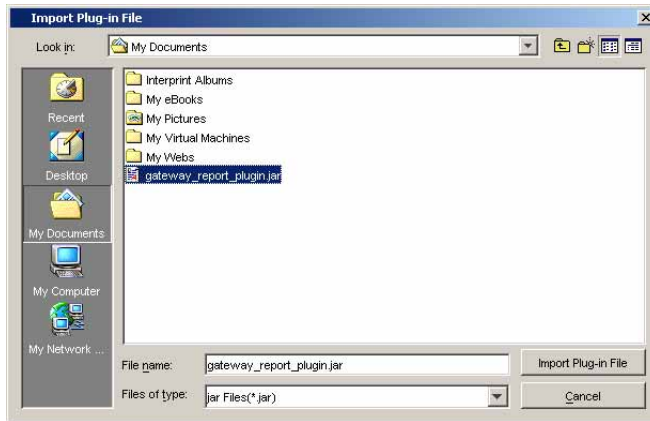 Import Plug-in File
Look in: My Documents
Recent
Desktop
My Documents
My Computer
My Network ...
Interprint Albums
My eBooks
My Pictures
My Virtual Machines
My Webs
gateway_report_plugin.jar
File name: gateway_report_plugin.jar Import Plug-in File
Files of type: jar Files(*.jar) Cancel